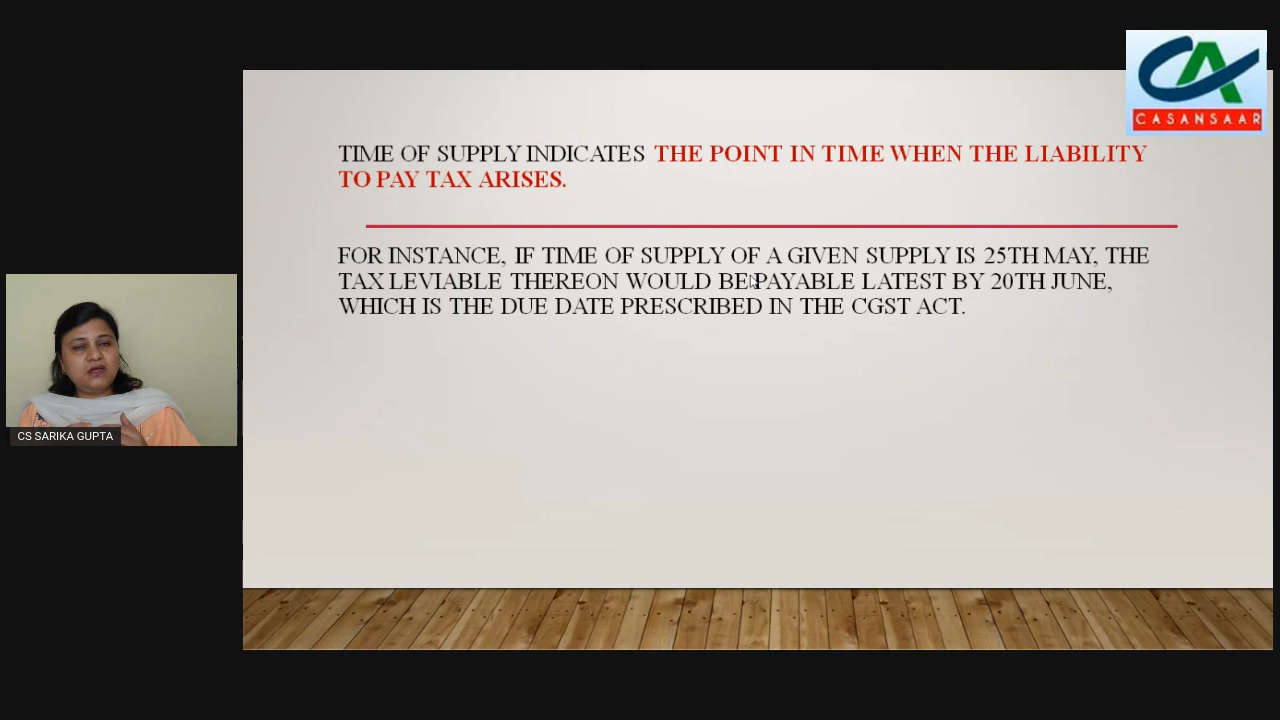 CASANSAAR
TIME OF SUPPLY INDICATES THE POINT IN TIME WHEN THE LIABILITY
TO PAY TAX ARISES.
FOR INSTANCE, IF TIME OF SUPPLY OF A GIVEN SUPPLY IS 25TH MAY, THE
TAX LEVIABLE THEREON WOULD BE PAYABLE LATEST BY 20TH JUNE,
WHICH IS THE DUE DATE PRESCRIBED IN THE CGST ACT.
CS SARIKA GUPTA